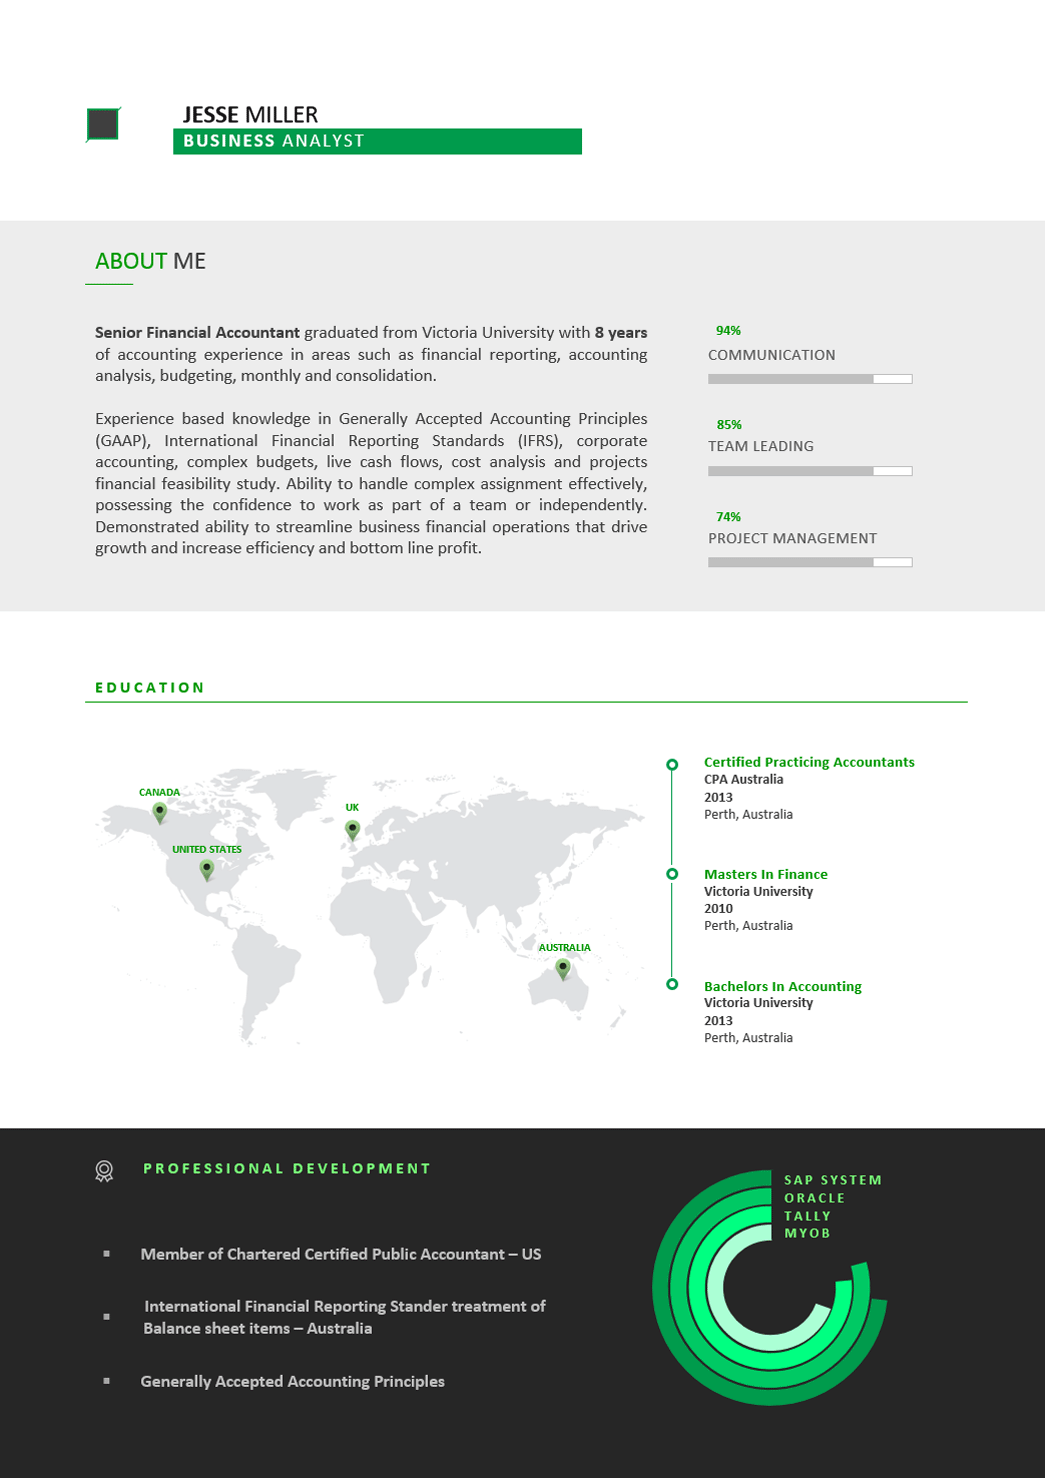 JESSE MILLER
BUSINESS ANALYST
ABOUT ME
Senior Financial Accountant graduated from Victoria University with 8 years
of accounting experience in areas such as financial reporting, accounting
analysis, budgeting, monthly and consolidation.
Experience based knowledge in Generally Accepted Accounting Principles
(GAAP), International Financial Reporting Standards (IFRS), corporate
accounting, complex budgets, live cash flows, cost analysis and projects
financial feasibility study. Ability to handle complex assignment effectively,
possessing the confidence to work as part of a team or independently.
Demonstrated ability to streamline business financial operations that drive
growth and increase efficiency and bottom line profit.
94%
COMMUNICATION
85%
TEAM LEADING
74%
PROJECT MANAGEMENT
EDUCATION
CANADA
UK
UNITED STATES
AUSTRALIA
Certified Practicing Accountants
CPA Australia
2013
Perth, Australia
Masters In Finance
Victoria University
2010
Perth, Australia
Bachelors In Accounting
Victoria University
2013
Perth, Australia
PROFESSIONAL DEVELOPMENT
Member of Chartered Certified Public Accountant – US
International Financial Reporting Stander treatment of
Balance sheet items – Australia
Generally Accepted Accounting Principles
SAP SYSTEM
ORACLE
TALLY
MYOB